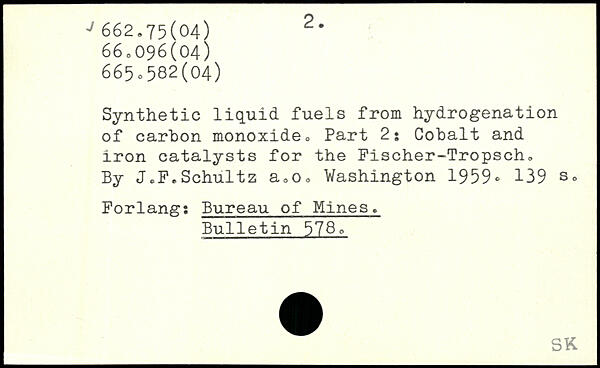 2.
✓ 662.75(04)
66.096(04)
665.582(04)
Synthetic liquid fuels from hydrogenation
of carbon monoxide. Part 2: Cobalt and
iron catalysts for the Fischer-Tropsch.
By J.F.Schultz a.o. Washington 1959. 139 s.
Forlang: Bureau of Mines.
Bulletin 578.
SK